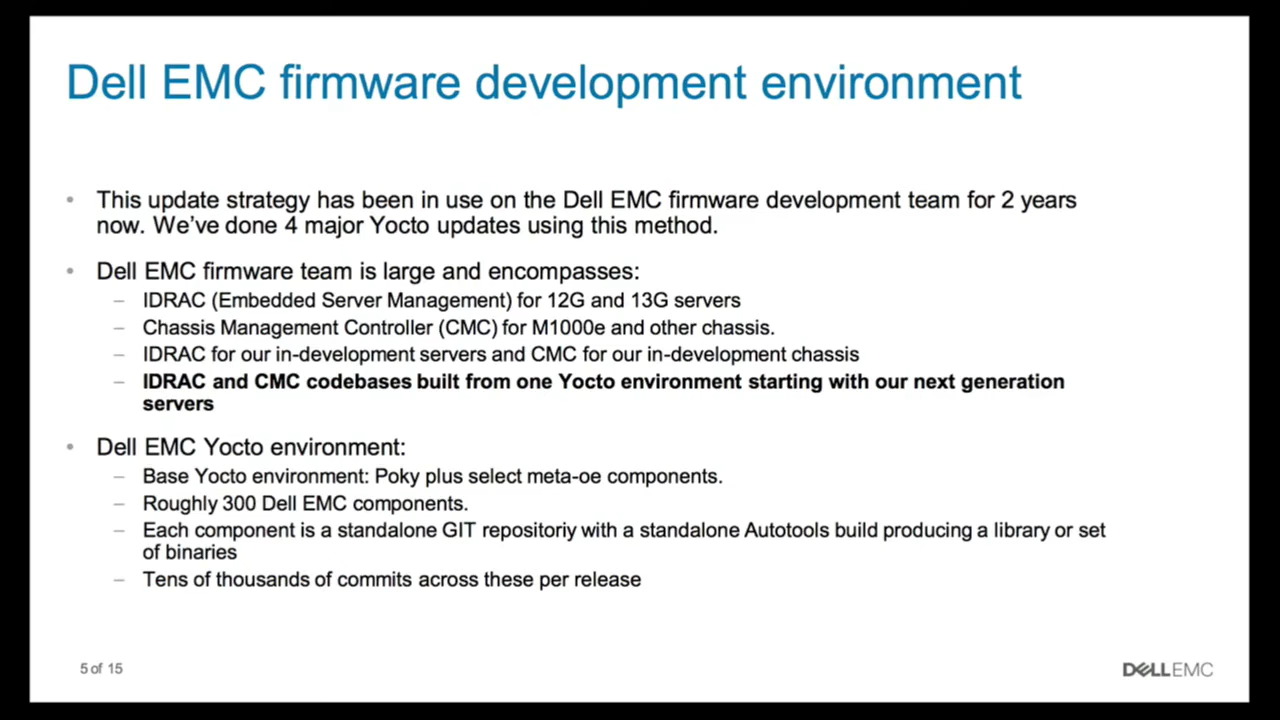 Dell EMC firmware development environment
• This update strategy has been in use on the Dell EMC firmware development team for 2 years
now. We've done 4 major Yocto updates using this method.
• Dell EMC firmware team is large and encompasses:
– IDRAC (Embedded Server Management) for 12G and 13G servers
– Chassis Management Controller (CMC) for M1000e and other chassis.
– IDRAC for our in-development servers and CMC for our in-development chassis
– IDRAC and CMC codebases built from one Yocto environment starting with our next generation
servers
• Dell EMC Yocto environment:
– Base Yocto environment: Poky plus select meta-oe components.
– Roughly 300 Dell EMC components.
– Each component is a standalone GIT repositoriy with a standalone Autotools build producing a library or set
of binaries
– Tens of thousands of commits across these per release
5 of 15
DELLEMC